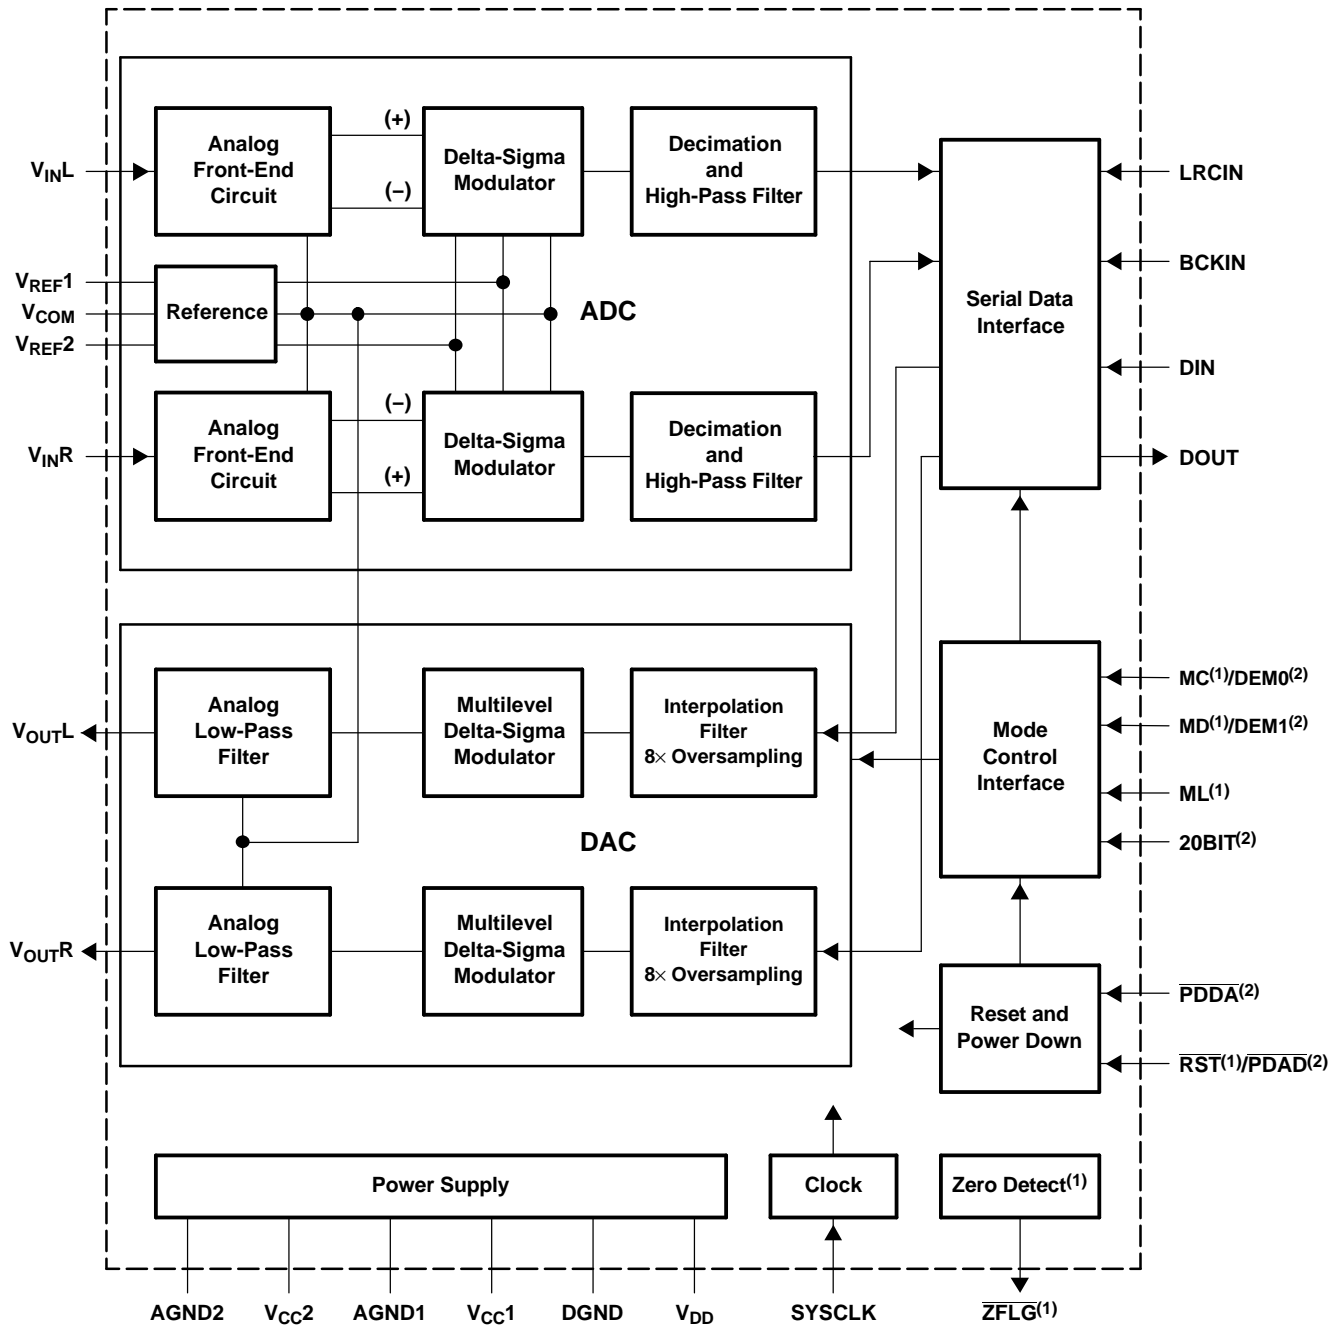 Analog
Front-End
Circuit
(+)
(–)
Delta-Sigma
Modulator
Decimation
and
High-Pass Filter
VINL
LRCIN
VREF1
VCOM
VREF2
Reference
ADC
Serial Data
Interface
BCKIN
DIN
DOUT
VINR
Analog
Front-End
Circuit
(–)
(+)
Delta-Sigma
Modulator
Decimation
and
High-Pass Filter
VOUTL
Analog
Low-Pass
Filter
Multilevel
Delta-Sigma
Modulator
Interpolation
Filter
8× Oversampling
Mode
Control
Interface
MC(1)/DEM0(2)
MD(1)/DEM1(2)
ML(1)
20BIT(2)
DAC
VOUTR
Analog
Low-Pass
Filter
Multilevel
Delta-Sigma
Modulator
Interpolation
Filter
8× Oversampling
Reset and
Power Down
PDDA(2)
RST(1)/PDAD(2)
Power Supply
Clock
Zero Detect(1)
AGND2
VCC2
AGND1
VCC1
DGND
VDD
SYSCLK
ZFLG(1)